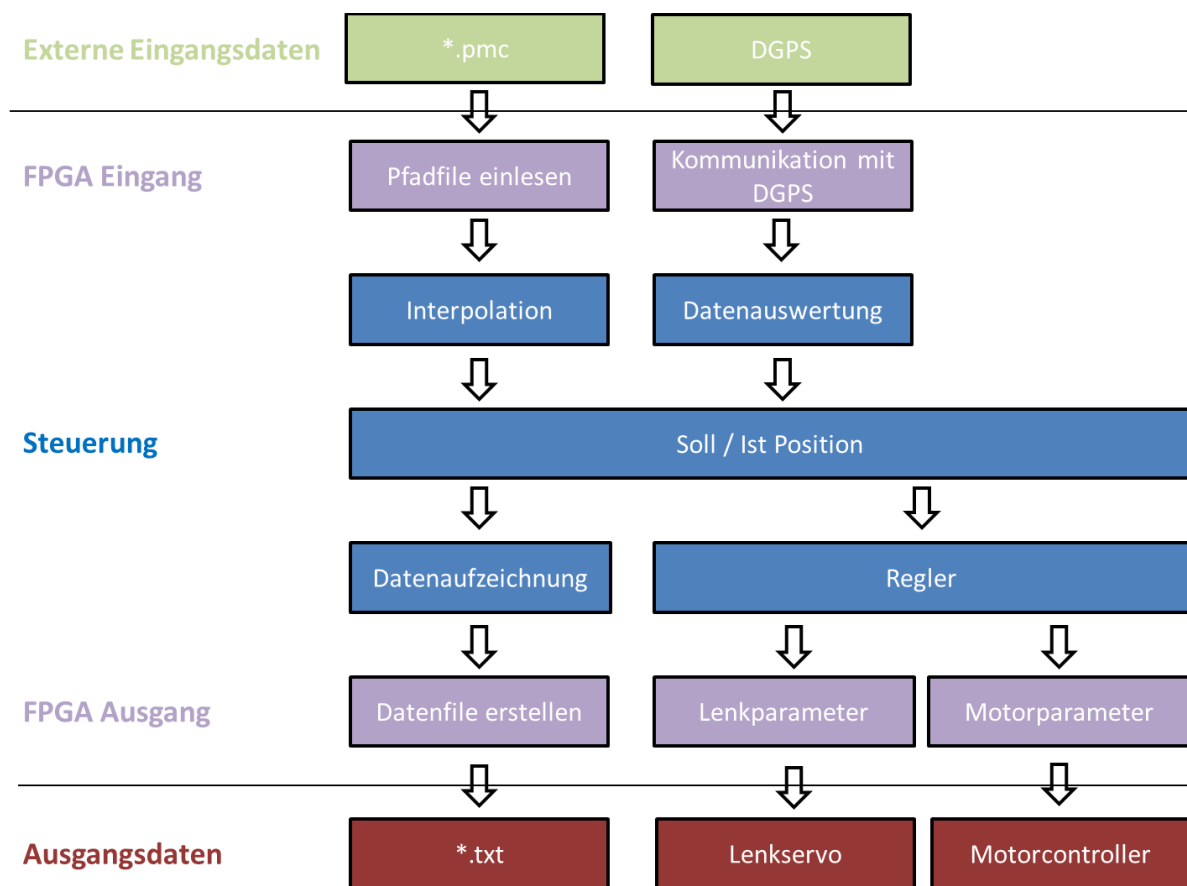 Externe Eingangsdaten
*.pmc
DGPS
FPGA Eingang
Pfadfile einlesen
Kommunikation mit
DGPS
Interpolation
Datenauswertung
Steuerung
Soll / Ist Position
Datenaufzeichnung
Regler
FPGA Ausgang
Datenfile erstellen
Lenkparameter
Motorparameter
Ausgangsdaten
*.txt
Lenkservo
Motorcontroller